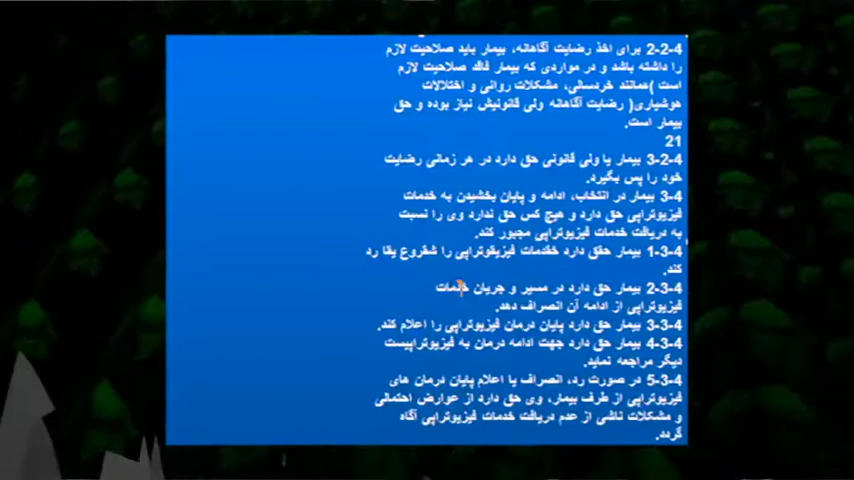 2-2-4 برای اخذ رضایت آگاهانه، بیمار باید صلاحیت لازم
را داشته باشد و در مواردی که بیمار فاقد صلاحیت لازم
است )همانند خردسالی، مشکلات روانی و اختلالات
هوشیاری( رضایت آگاهانه ولی قانونیش نیاز بوده و حق
بیمار است.
21
3-2-4 بیمار یا ولی قانونی حق دارد در هر زمانی رضایت
خود را پس بگیرد.
3-4 بیمار در انتخاب، ادامه و پایان بخشیدن به خدمات
فیزیوتراپی حق دارد و هیچ کس حق ندارد وی را نسبت
به دریافت خدمات فیزیوتراپی مجبور کند.
1-3-4 بیمار حقق دارد خقدمات فیزیقوتراپی را شقروع یقا رد
کند.
2-3-4 بیمار حق دارد در مسیر و جریان خدمات
فیزیوتراپی از ادامه آن انصراف دهد.
3-3-4 بیمار حق دارد پایان درمان فیزیوتراپی را اعلام کند.
4-3-4 بیمار حق دارد جهت ادامه درمان به فیزیوتراپیست
دیگر مراجعه نماید.
5-3-4 در صورت رد، انصراف یا اعلام پایان درمان های
فیزیوتراپی از طرف بیمار، وی حق دارد از عوارض احتمالی
و مشکلات ناشی از عدم دریافت خدمات فیزیوتراپی آگاه
گردد.